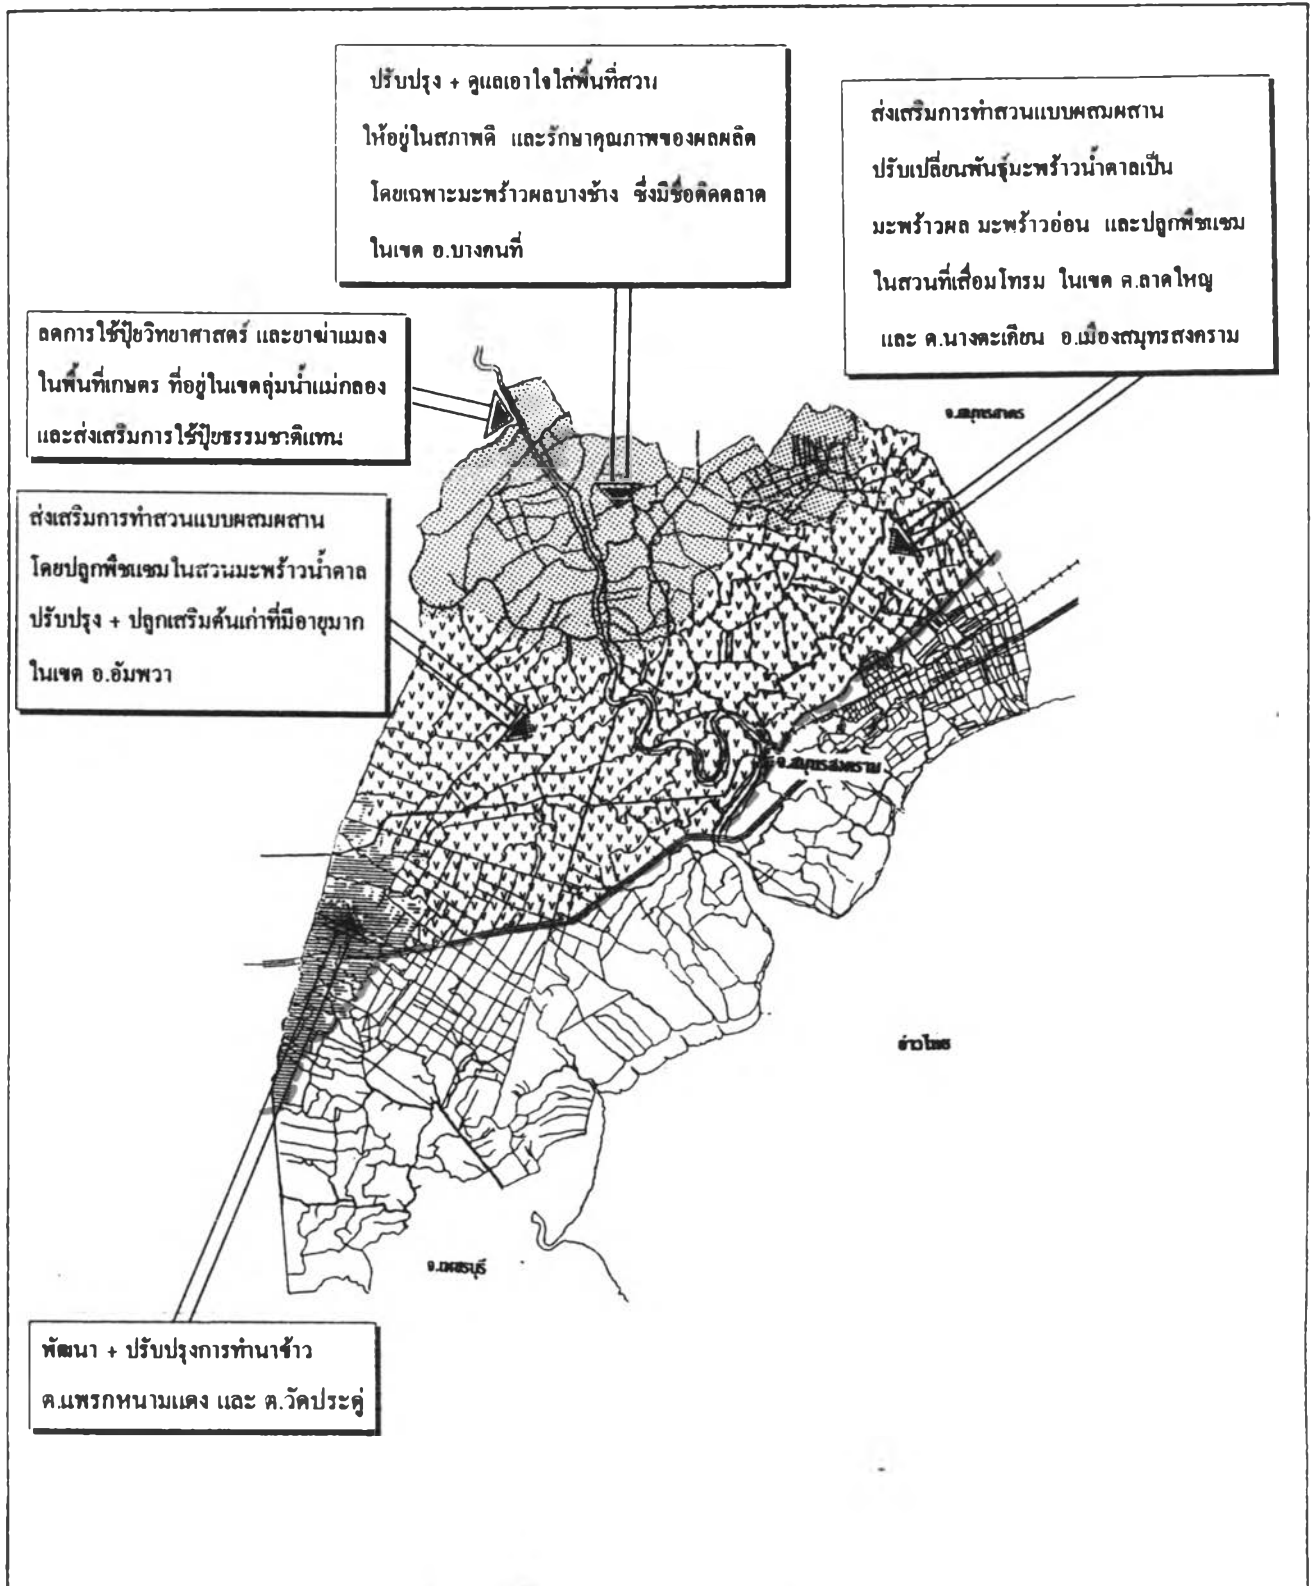 ปรับปรุง + ดูแลเอาใจใส่พื้นที่สวน
ให้อยู่ในสภาพดี และรักษาคุณภาพของผลผลิต
โดยเฉพาะมะพร้าวผลบางช้าง ซึ่งมีชื่อติดตลาด
ในเขต อ.บางคนที
ส่งเสริมการทำสวนแบบผสมผสาน
ปรับเปลี่ยนพันธุ์มะพร้าวน้ำตาลเป็น
มะพร้าวผล มะพร้าวอ่อน และปลูกพืชแซม
ในสวนที่เสื่อมโทรม ในเขต ต.ลาดใหญ่
และ ต.นางตะเคียน อ.เมืองสมุทรสงคราม
ลดการใช้ปุ๋ยวิทยาศาสตร์ และยาฆ่าแมลง
ในพื้นที่เกษตร ที่อยู่ในเขตลุ่มน้ำแม่กลอง
และส่งเสริมการใช้ปุ๋ยธรรมชาติแทน
จ.สมุทรสาคร
ส่งเสริมการทำสวนแบบผสมผสาน
โดยปลูกพืชแซมในสวนมะพร้าวน้ำตาล
ปรับปรุง + ปลูกเสริมต้นเก่าที่มีอายุมาก
ในเขต อ.อัมพวา
จ.สมุทรสงคราม
อ่าวไทย
จ.เพชรบุรี
พัฒนา + ปรับปรุงการทำนาข้าว
ต.แพรกหนามแดง และ ต.วัดประดู่